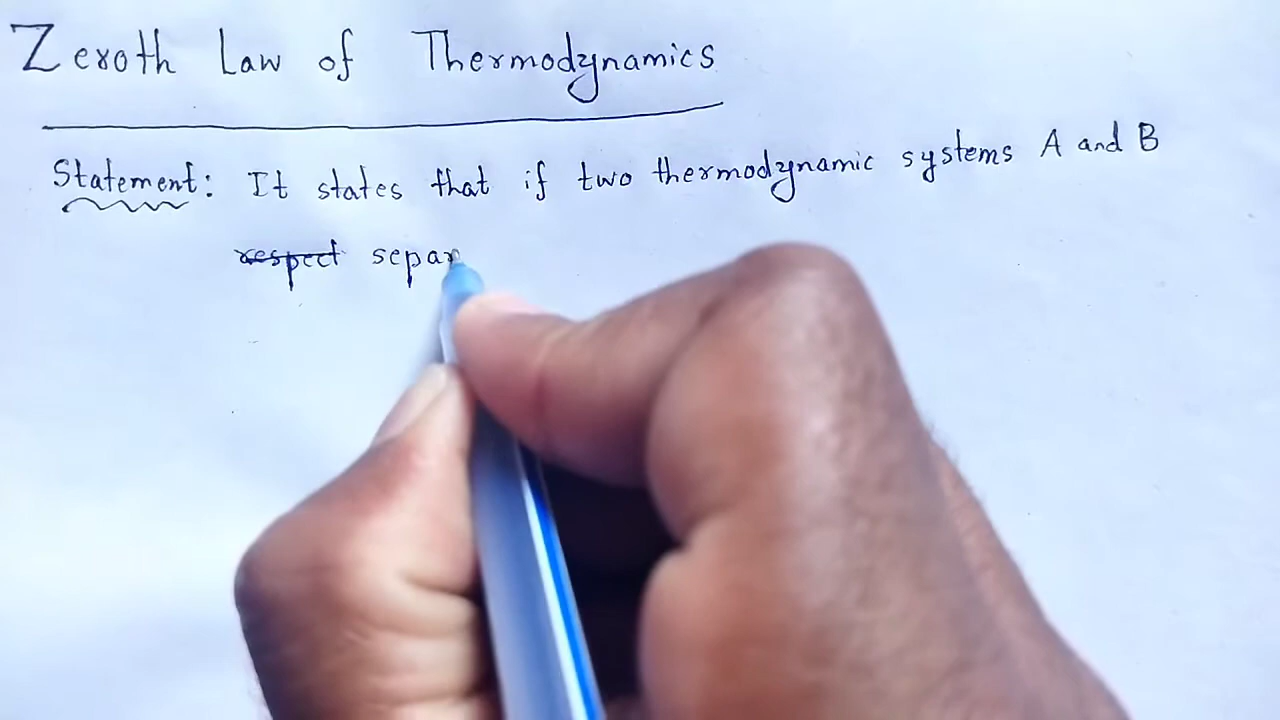 Zeroth Law of Thermodynamics
Statement: It states that if two thermodynamic systems A and B
respect separ